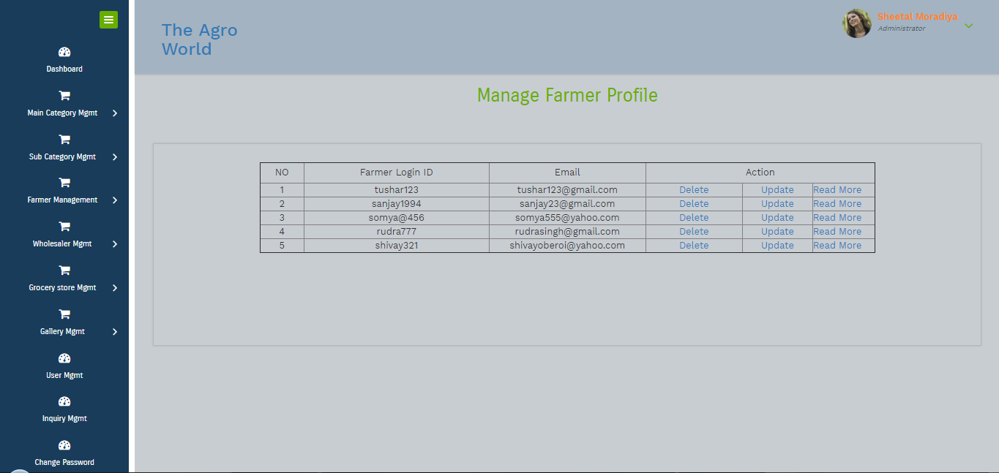 The Agro
World
Sheetal Moradiya
Administrator
Dashboard
Main Category Mgmt
Sub Category Mgmt
Farmer Management
Wholesaler Mgmt
Grocery store Mgmt
Gallery Mgmt
User Mgmt
Inquiry Mgmt
Change Password
Manage Farmer Profile
NO Farmer Login ID Email Action
1 tushar123 tushar123@gmail.com Delete Update Read More
2 sanjay1994 sanjay23@gmail.com Delete Update Read More
3 somya@456 somya555@yahoo.com Delete Update Read More
4 rudra777 rudrasingh@gmail.com Delete Update Read More
5 shivay321 shivayoberoi@yahoo.com Delete Update Read More